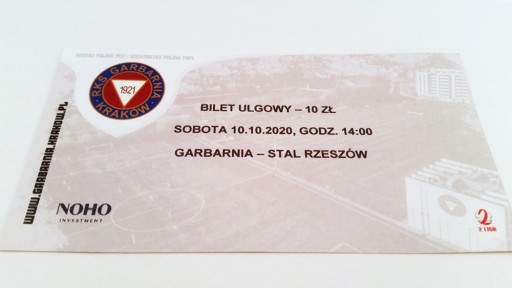 RKS GARBARNIA
1921
KRAKÓW
BILET ULGOWY – 10 ZŁ
SOBOTA 10.10.2020, GODZ. 14:00
GARBARNIA – STAL RZESZÓW
WWW.GARBARNIA.KRAKOW.PL
NOHO
INVESTMENT
2
2 LIGA